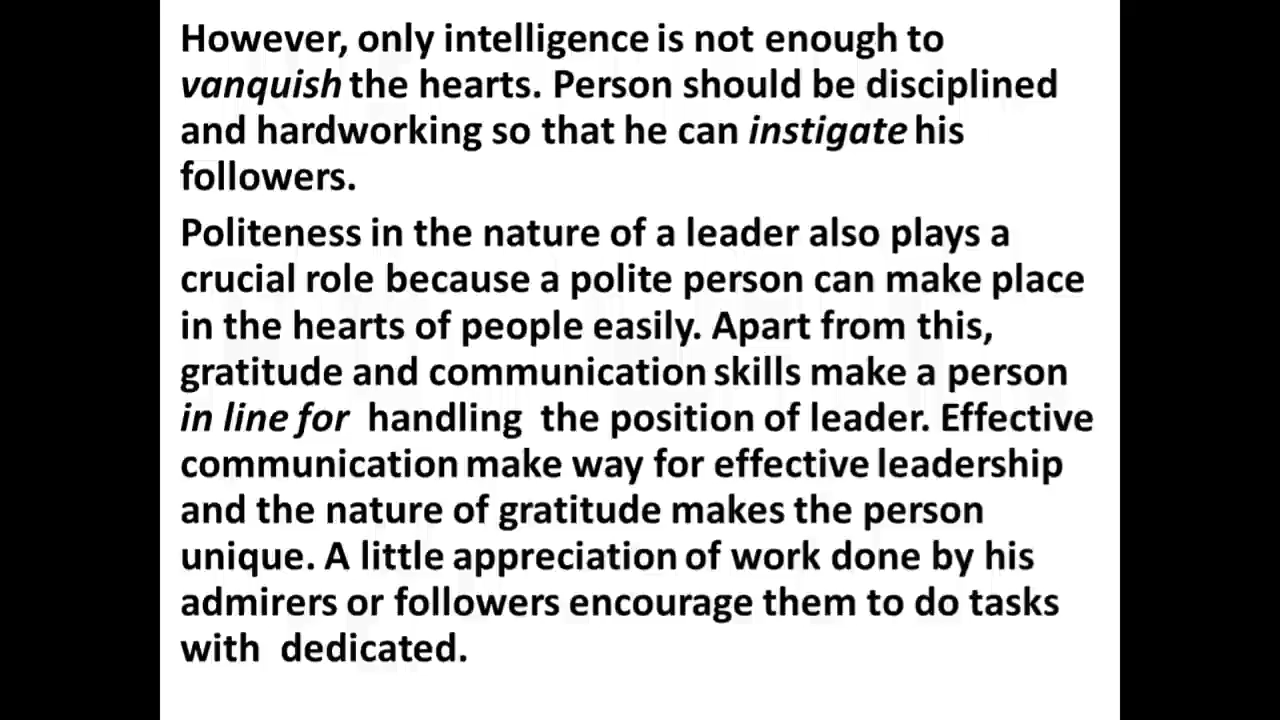 However, only intelligence is not enough to
vanquish the hearts. Person should be disciplined
and hardworking so that he can instigate his
followers.
Politeness in the nature of a leader also plays a
crucial role because a polite person can make place
in the hearts of people easily. Apart from this,
gratitude and communication skills make a person
in line for handling the position of leader. Effective
communication make way for effective leadership
and the nature of gratitude makes the person
unique. A little appreciation of work done by his
admirers or followers encourage them to do tasks
with dedicated.